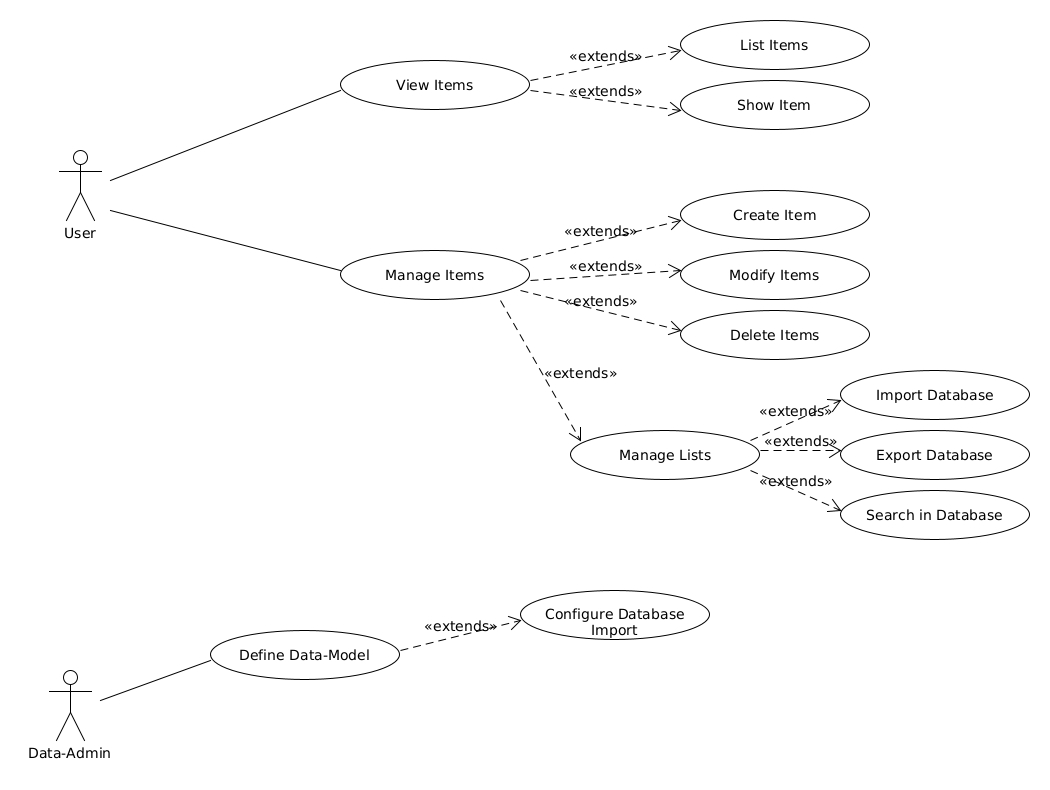 List Items
«extends»
View Items
«extends»
Show Item
User
Create Item
«extends»
Manage Items
«extends»
Modify Items
«extends»
Delete Items
«extends»
Manage Lists
«extends»
Import Database
«extends»
Export Database
«extends»
Search in Database
Configure Database
Import
«extends»
Define Data-Model
Data-Admin